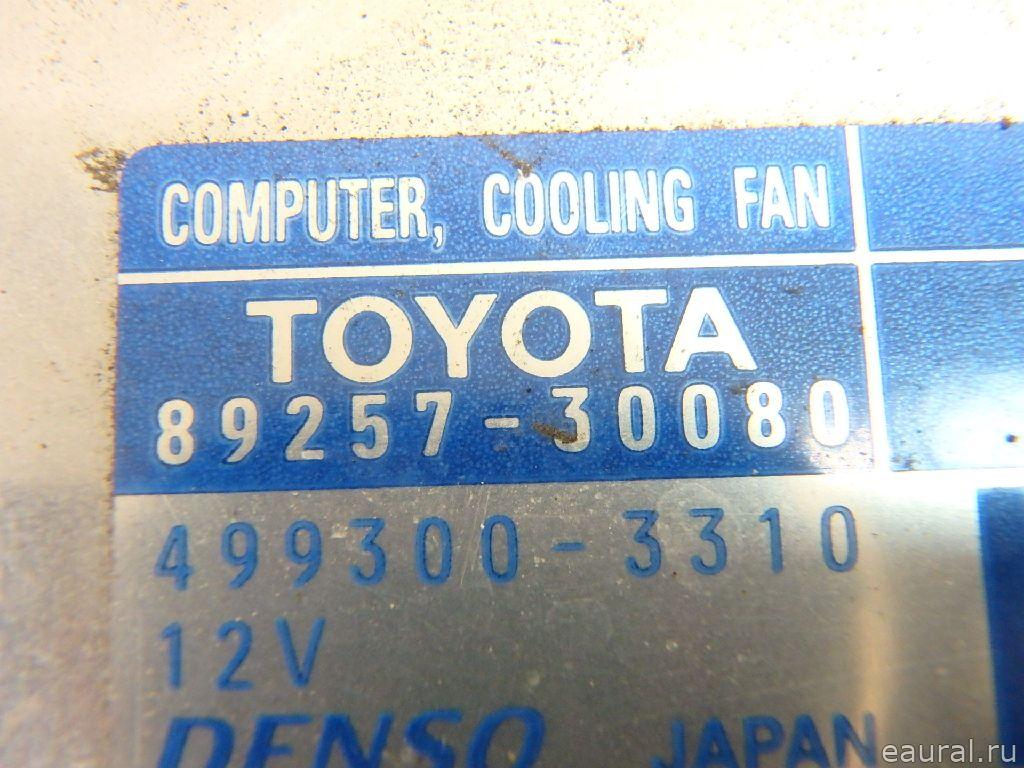 COMPUTER, COOLING FAN
TOYOTA
89257-30080
499300-3310
12V
DENSO JAPAN
eaural.ru